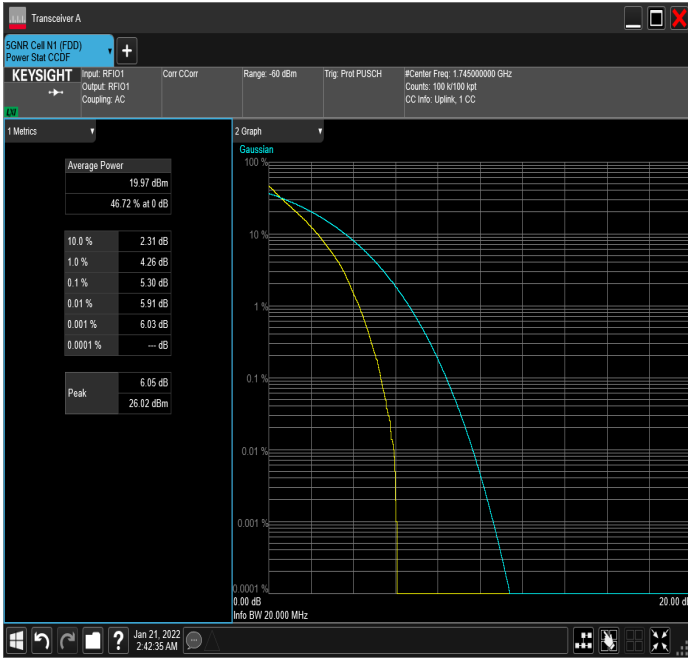 Transceiver A
5GNR Cell N1 (FDD)
Power Stat CCDF
KEYSIGHT
Input: RFIO1
Output: RFIO1
Coupling: AC
Corr CCorr
Range: -60 dBm
Trig: Prot PUSCH
#Center Freq: 1.745000000 GHz
Counts: 100 k/100 kpt
CC Info: Uplink, 1 CC
LXI
1 Metrics
Average Power
19.97 dBm
46.72 % at 0 dB
10.0 % 2.31 dB
1.0 % 4.26 dB
0.1 % 5.30 dB
0.01 % 5.91 dB
0.001 % 6.03 dB
0.0001 % --- dB
Peak
6.05 dB
26.02 dBm
2 Graph
Gaussian
100 %
10 %
1 %
0.1 %
0.01 %
0.001 %
0.0001 %
0.00 dB
20.00 dB
Info BW 20.000 MHz
?
Jan 21, 2022
2:42:35 AM